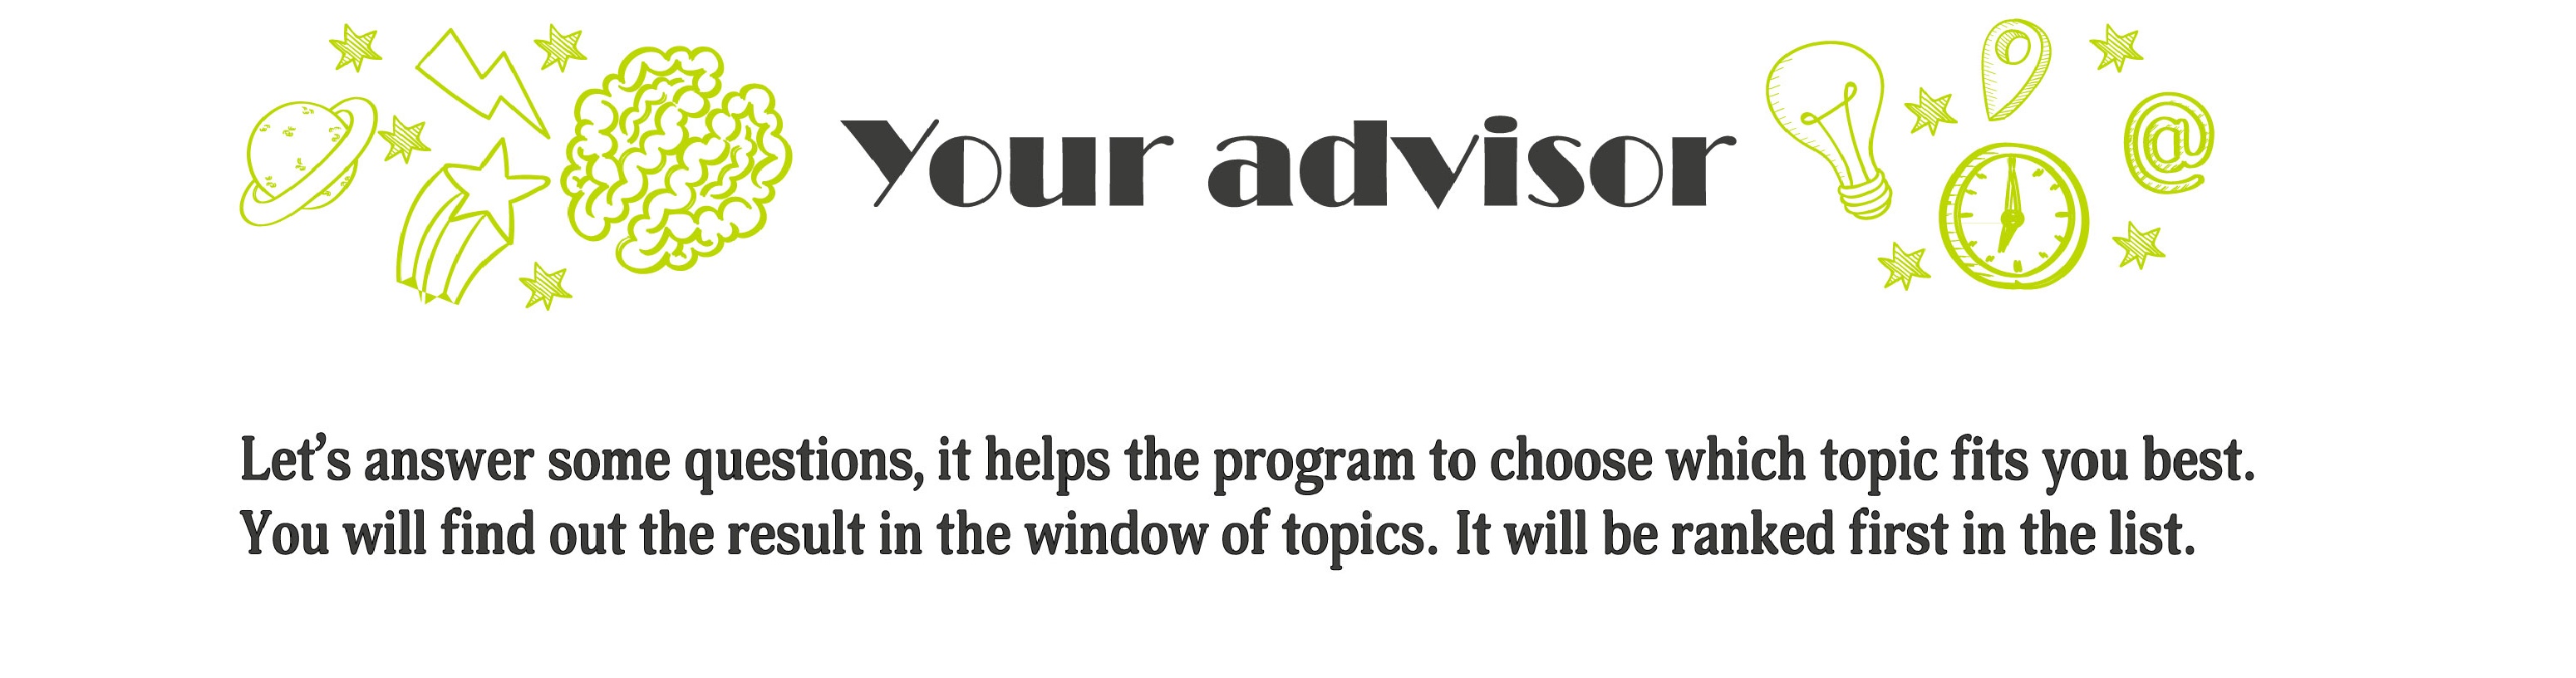 Your advisor
@
Let’s answer some questions, it helps the program to choose which topic fits you best.
You will find out the result in the window of topics. It will be ranked first in the list.